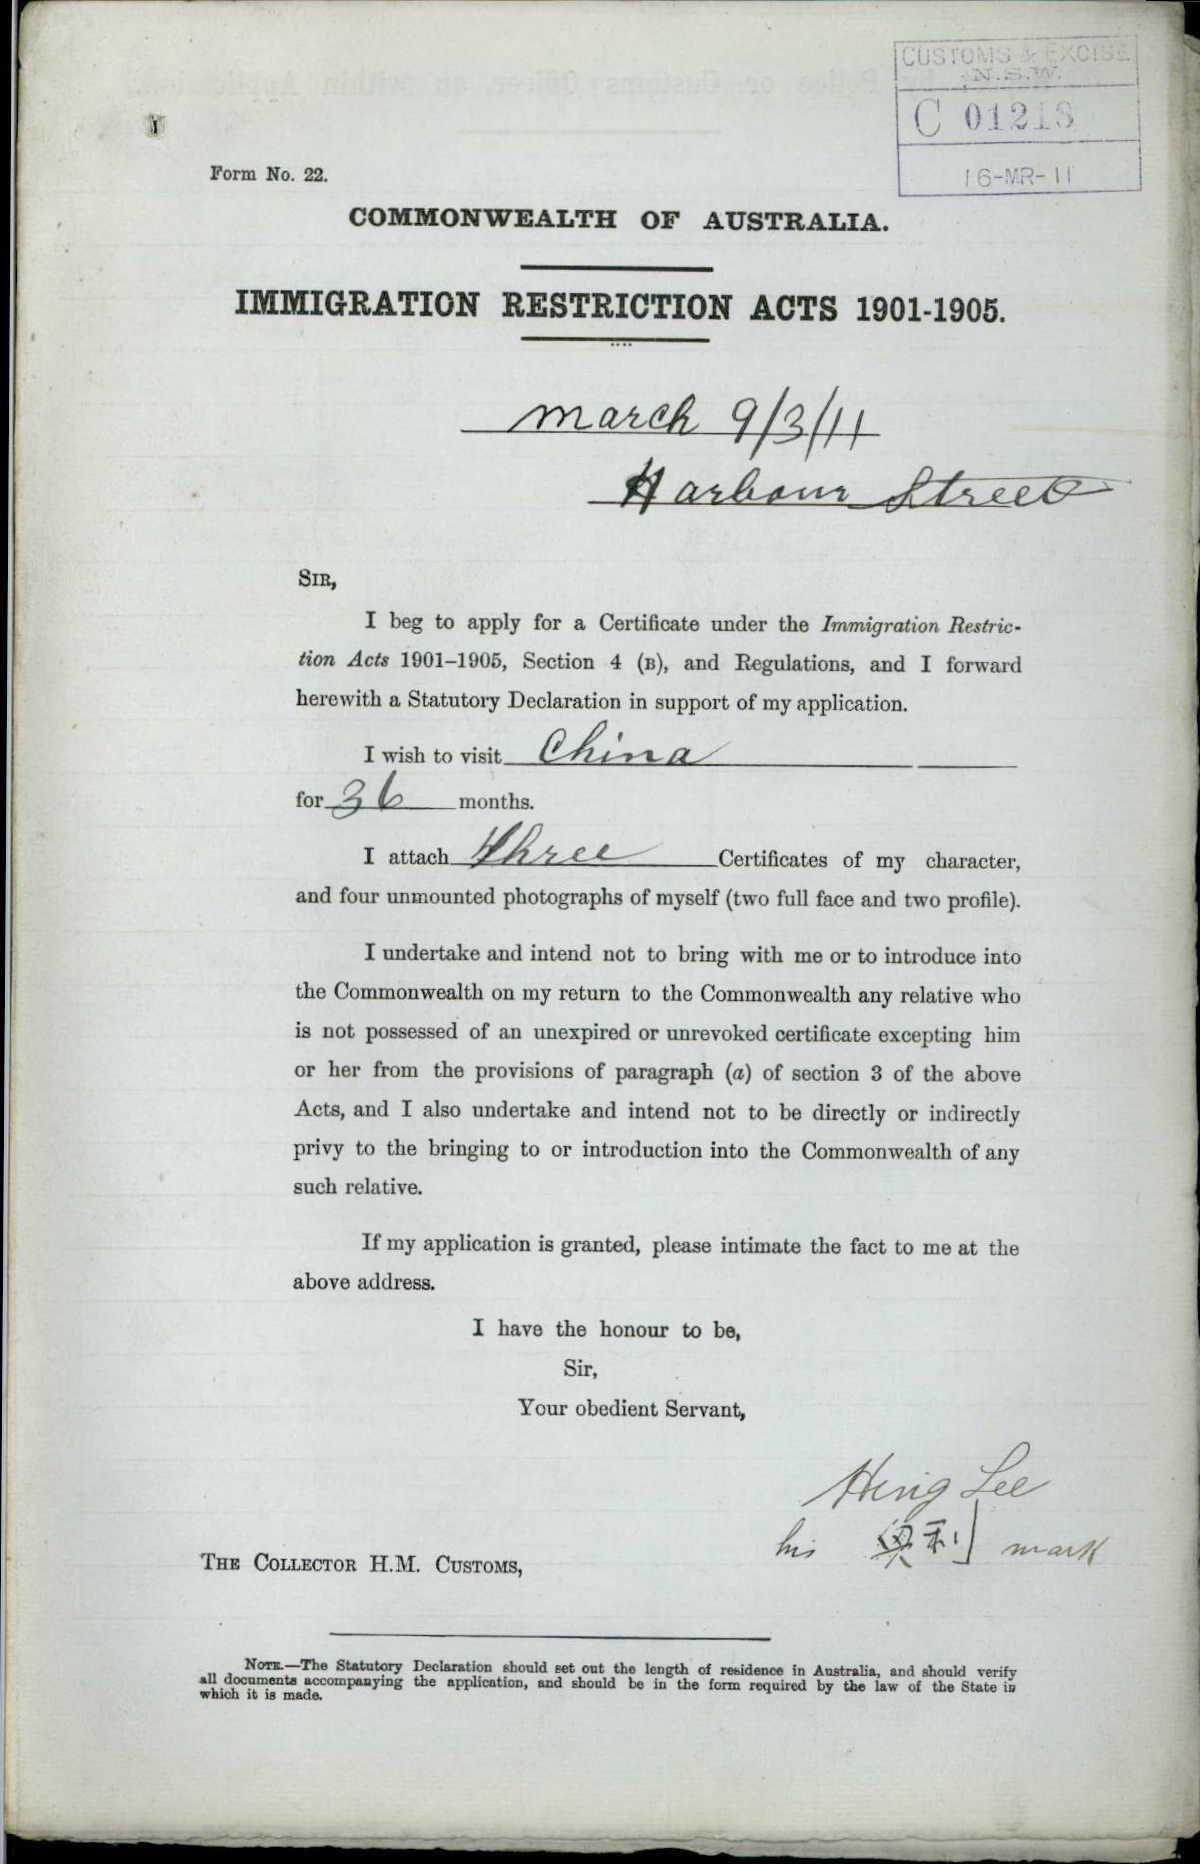 CUSTOMS & EXCISE
N.S.W.
C 01213
16-MR-11
Form No. 22.
COMMONWEALTH OF AUSTRALIA.
IMMIGRATION RESTRICTION ACTS 1901-1905.
March 9/3/11
Harbour Street
SIR,
I beg to apply for a Certificate under the Immigration Restric-
tion Acts 1901–1905, Section 4 (B), and Regulations, and I forward
herewith a Statutory Declaration in support of my application.
I wish to visit China
for 36 months.
I attach three Certificates of my character,
and four unmounted photographs of myself (two full face and two profile).
I undertake and intend not to bring with me or to introduce into
the Commonwealth on my return to the Commonwealth any relative who
is not possessed of an unexpired or unrevoked certificate excepting him
or her from the provisions of paragraph (a) of section 3 of the above
Acts, and I also undertake and intend not to be directly or indirectly
privy to the bringing to or introduction into the Commonwealth of any
such relative.
If my application is granted, please intimate the fact to me at the
above address.
I have the honour to be,
Sir,
Your obedient Servant,
Hing Lee
his 利 mark
THE COLLECTOR H.M. CUSTOMS,
NOTE.—The Statutory Declaration should set out the length of residence in Australia, and should verify
all documents accompanying the application, and should be in the form required by the law of the State in
which it is made.